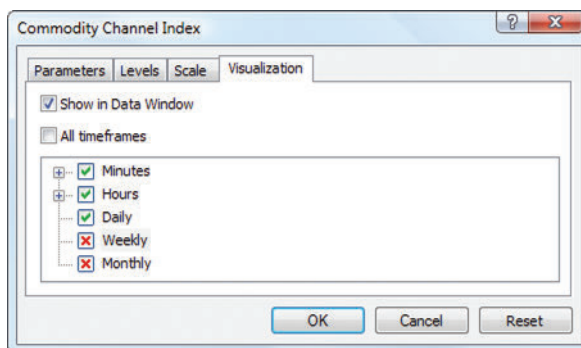 Commodity Channel Index
Parameters Levels Scale Visualization
Show in Data Window
All timeframes
Minutes
Hours
Daily
Weekly
Monthly
OK Cancel Reset